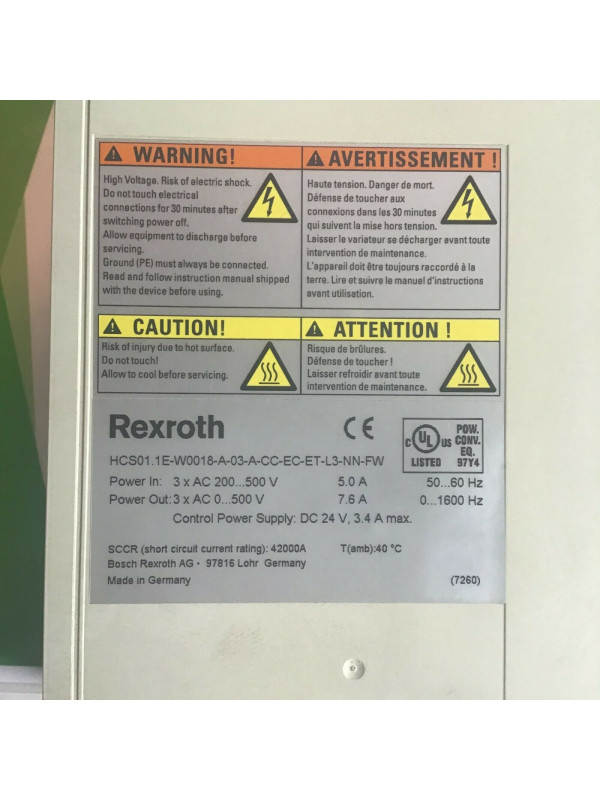 WARNING!
High Voltage. Risk of electric shock.
Do not touch electrical
connections for 30 minutes after
switching power off.
Allow equipment to discharge before
servicing.
Ground (PE) must always be connected.
Read and follow instruction manual shipped
with the device before using.
AVERTISSEMENT !
Haute tension. Danger de mort.
Défense de toucher aux
connexions dans les 30 minutes
qui suivent la mise hors tension.
Laisser le variateur se décharger avant toute
intervention de maintenance.
L'appareil doit être toujours raccordé à la
terre. Lire et suivre le manuel d'instructions
avant utilisation.
CAUTION!
Risk of injury due to hot surface.
Do not touch!
Allow to cool before servicing.
ATTENTION !
Risque de brûlures.
Défense de toucher !
Laisser refroidir avant toute
intervention de maintenance.
Rexroth
CE
c UL us
LISTED
POW.
CONV.
EQ.
97Y4
HCS01.1E-W0018-A-03-A-CC-EC-ET-L3-NN-FW
Power In: 3 x AC 200...500 V 5.0 A 50...60 Hz
Power Out: 3 x AC 0...500 V 7.6 A 0...1600 Hz
Control Power Supply: DC 24 V, 3.4 A max.
SCCR (short circuit current rating): 42000A T(amb):40 °C
Bosch Rexroth AG • 97816 Lohr Germany
Made in Germany (7260)